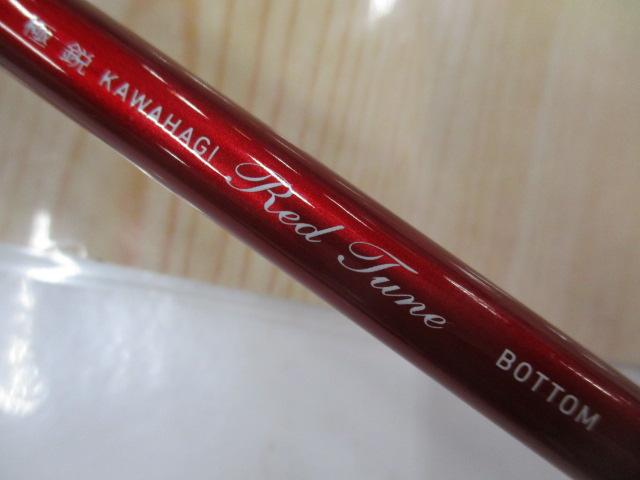 極鋭 KAWAHAGI Red Tune BOTTOM